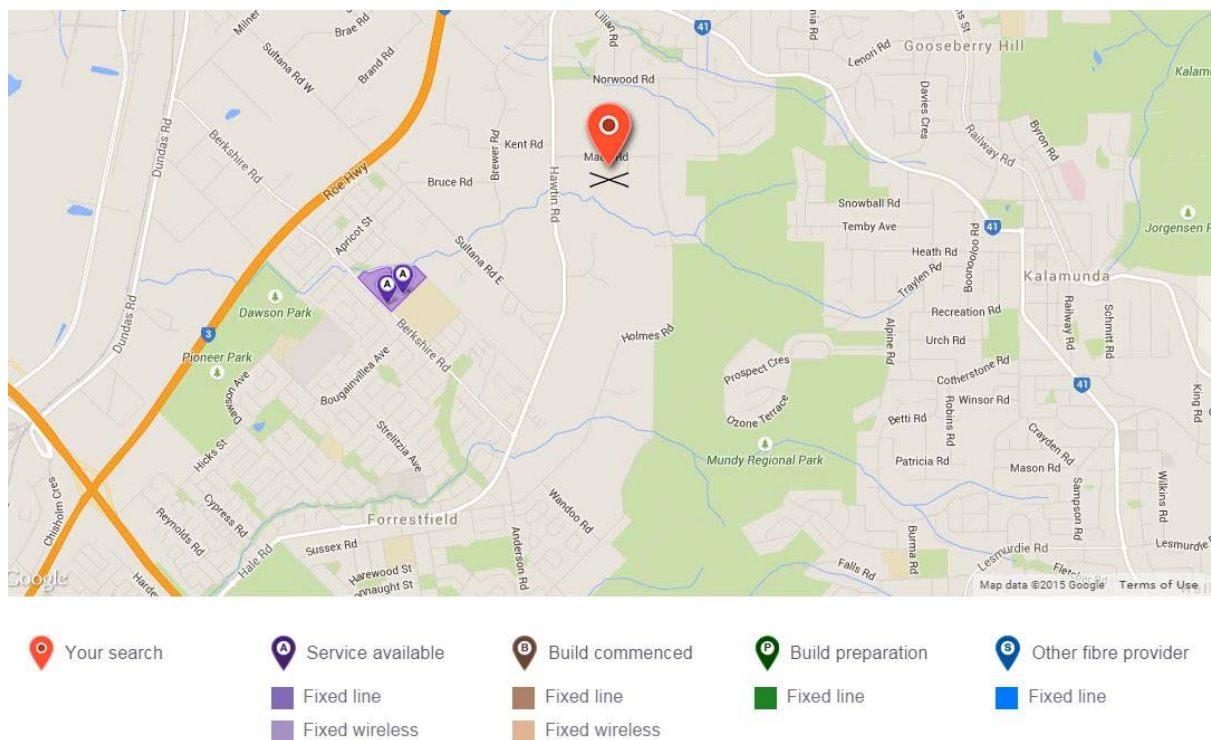 Milner
Brae Rd
Lilian Rd
41
Gooseberry Hill
Lenori Rd
Sultana Rd W
Brand Rd
Norwood Rd
Davies Cres
Railway Rd
Byron Rd
Dundas Rd
Berkshire Rd
Roe Hwy
Brewer Rd
Kent Rd
Hawtin Rd
Bruce Rd
Snowball Rd
Temby Ave
41
Jorgensen P
Apricot St
Sultana Rd E
Heath Rd
Traylen Rd
Kalamunda
A
A
Dawson Park
Dundas Rd
3
Berkshire Rd
Holmes Rd
Recreation Rd
Railway Rd
Schmitt Rd
Alpine Rd
Urch Rd
Pioneer Park
Dawson Ave
Bougainvillea Ave
Prospect Cres
Cotherstone Rd
41
King Rd
Winsor Rd
Ozone Terrace
Betti Rd
Robins Rd
Strelitzia Ave
Crayden Rd
Hicks St
Mundy Regional Park
Patricia Rd
Mason Rd
Sampson Rd
Wilkins Rd
Chisholm Cres
Cypress Rd
Reynolds Rd
Wandoo Rd
Forrestfield
Anderson Rd
Burma Rd
Sussex Rd
Hale Rd
Lesmurdie Rd
Lesmurdie
Harewood St
onnaught St
Falls Rd
Google
Map data ©2015 Google
Terms of Use
Your search
A Service available
B Build commenced
P Build preparation
S Other fibre provider
Fixed line
Fixed line
Fixed line
Fixed line
Fixed wireless
Fixed wireless